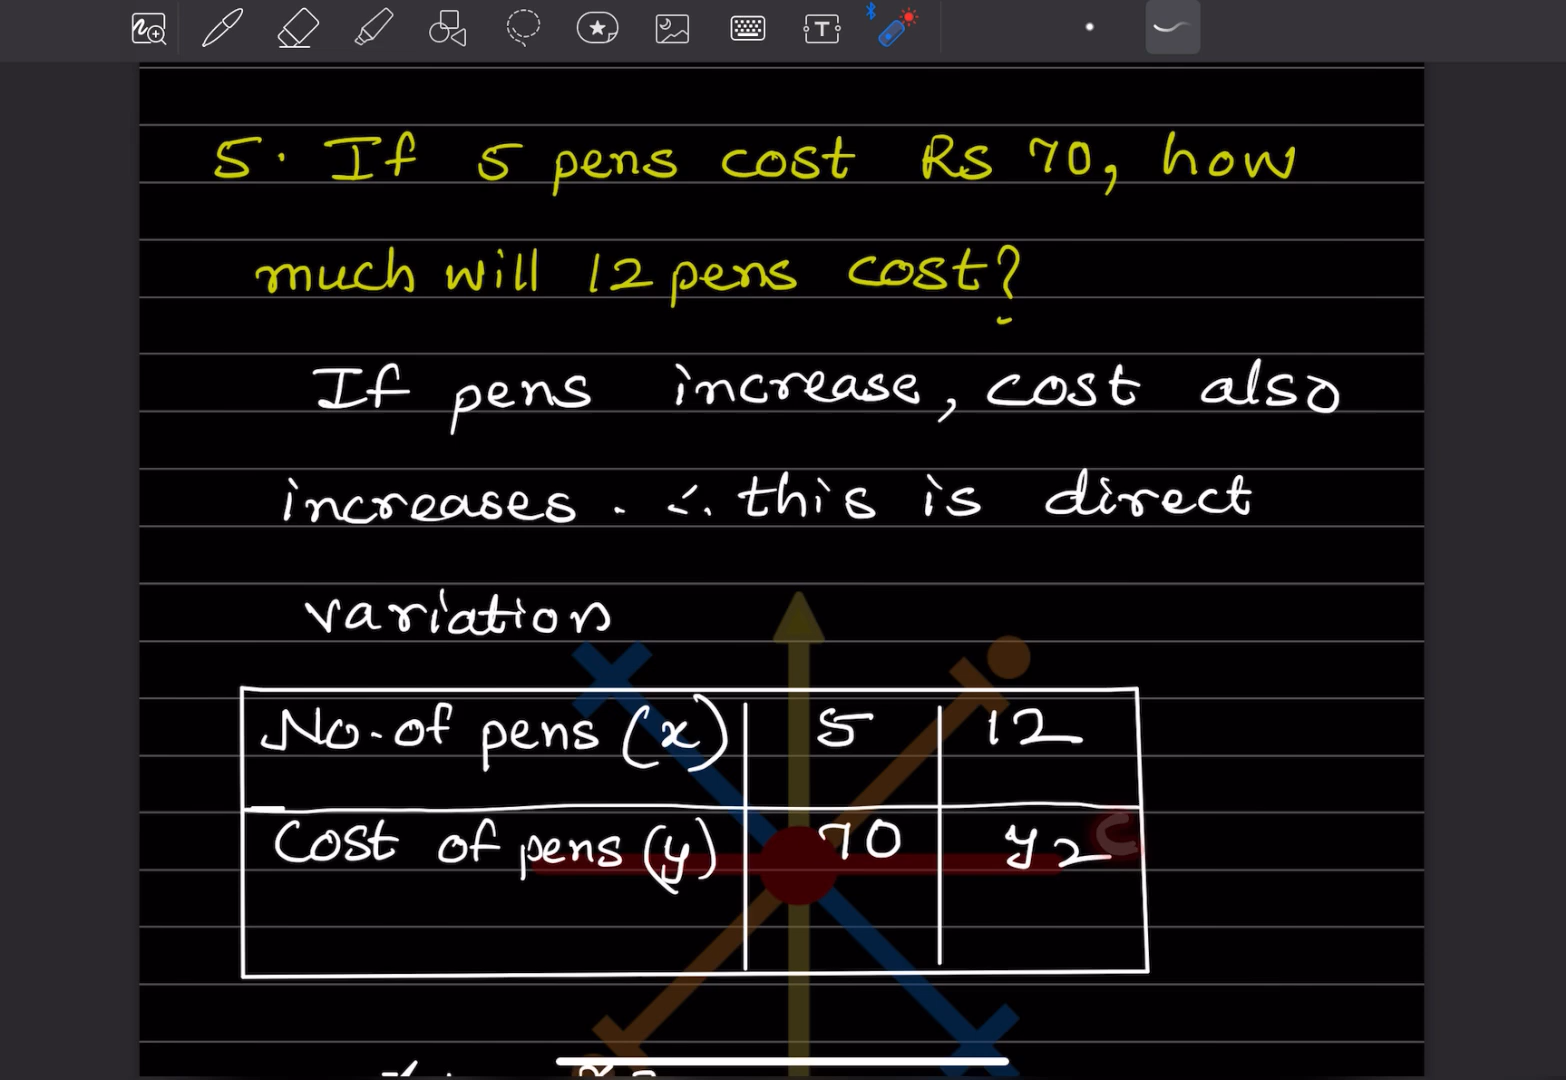 5. If 5 pens cost Rs 70, how
much will 12 pens cost?
If pens increase, cost also
increases. ∴ this is direct
variation
No. of pens (x) 5 12
Cost of pens (y) 70 y2